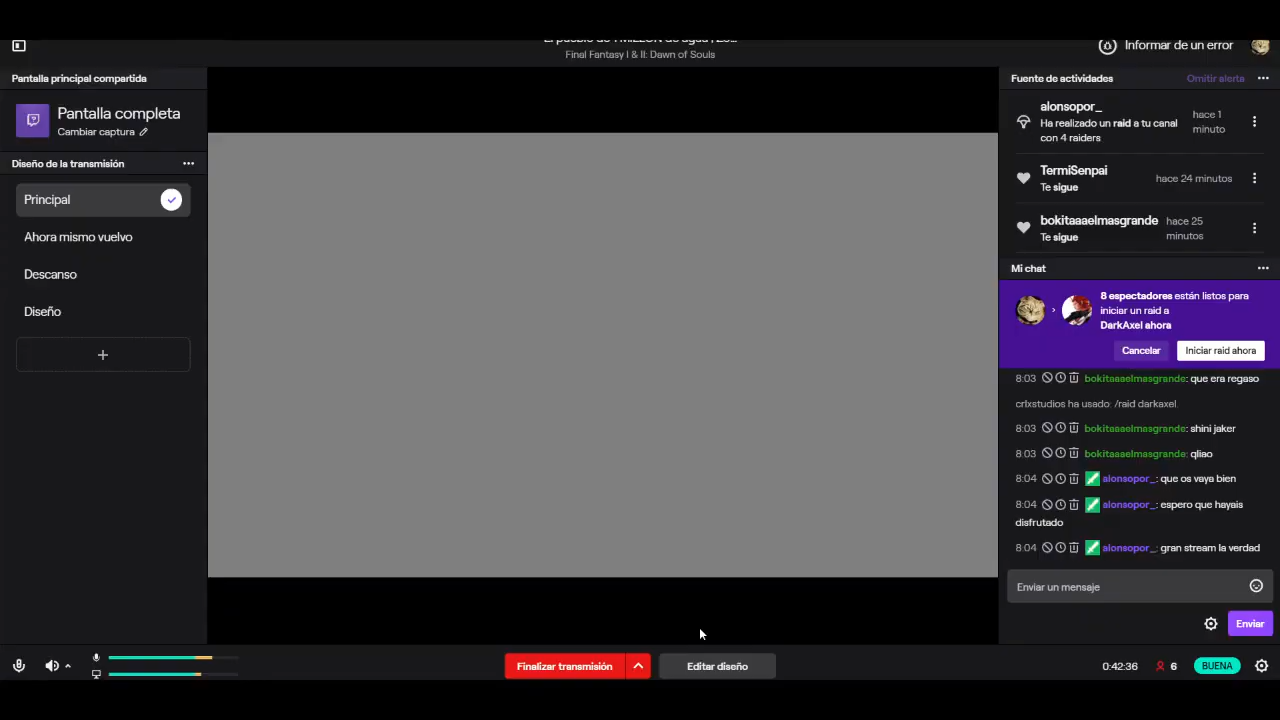 Final Fantasy I & II: Dawn of Souls
Informar de un error
Pantalla principal compartida
Pantalla completa
Cambiar captura
Diseño de la transmisión
Principal
Ahora mismo vuelvo
Descanso
Diseño
+
Fuente de actividades
Omitir alerta
alonsopor_
Ha realizado un raid a tu canal
con 4 raiders
hace 1
minuto
TermiSenpai
Te sigue
hace 24 minutos
bokitaaaelmasgrande
Te sigue
hace 25
minutos
Mi chat
8 espectadores están listos para
iniciar un raid a
DarkAxel ahora
Cancelar
Iniciar raid ahora
8:03 bokitaaaelmasgrande: que era regaso
crlxstudios ha usado: /raid darkaxel.
8:03 bokitaaaelmasgrande: shini jaker
8:03 bokitaaaelmasgrande: qliao
8:04 alonsopor_: que os vaya bien
8:04 alonsopor_: espero que hayais
disfrutado
8:04 alonsopor_: gran stream la verdad
Enviar un mensaje
Enviar
Finalizar transmisión
Editar diseño
0:42:36
6
BUENA